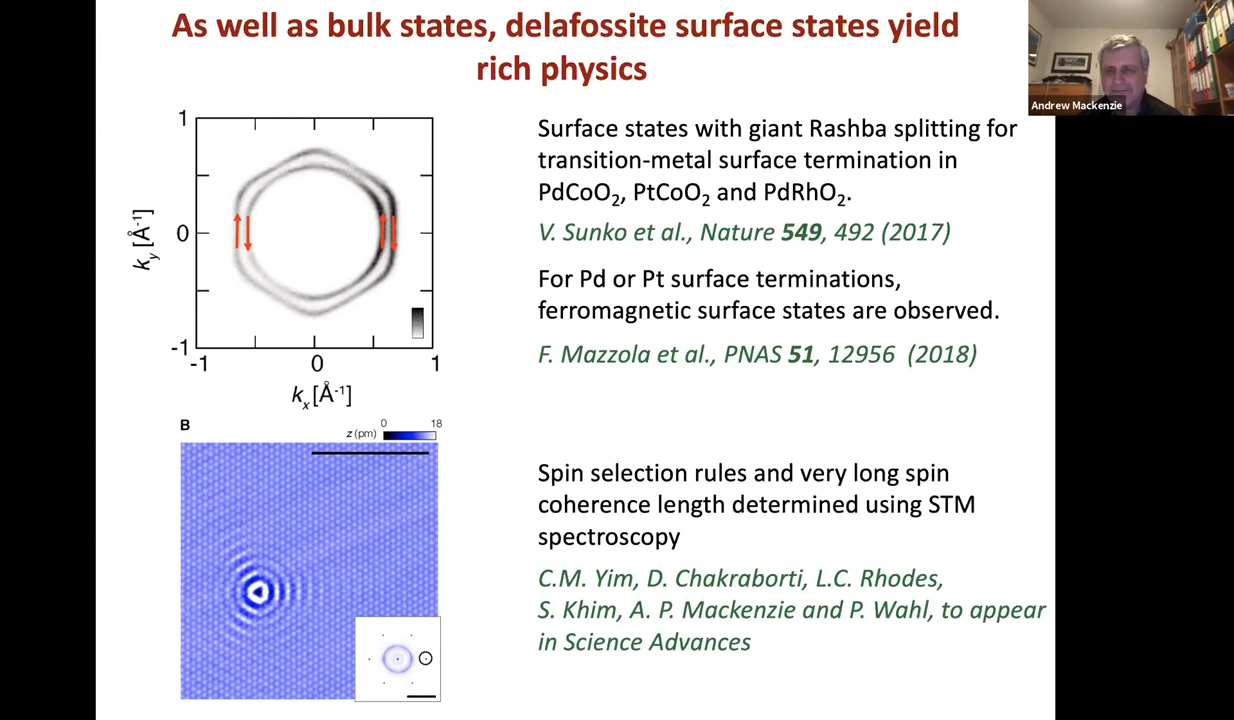 As well as bulk states, delafossite surface states yield
rich physics
Andrew Mackenzie
1
0
-1
-1
0
1
k_y [Å⁻¹]
k_x [Å⁻¹]
Surface states with giant Rashba splitting for
transition-metal surface termination in
PdCoO₂, PtCoO₂ and PdRhO₂.
V. Sunko et al., Nature 549, 492 (2017)
For Pd or Pt surface terminations,
ferromagnetic surface states are observed.
F. Mazzola et al., PNAS 51, 12956 (2018)
B
z (pm)
0
18
Spin selection rules and very long spin
coherence length determined using STM
spectroscopy
C.M. Yim, D. Chakraborti, L.C. Rhodes,
S. Khim, A. P. Mackenzie and P. Wahl, to appear
in Science Advances